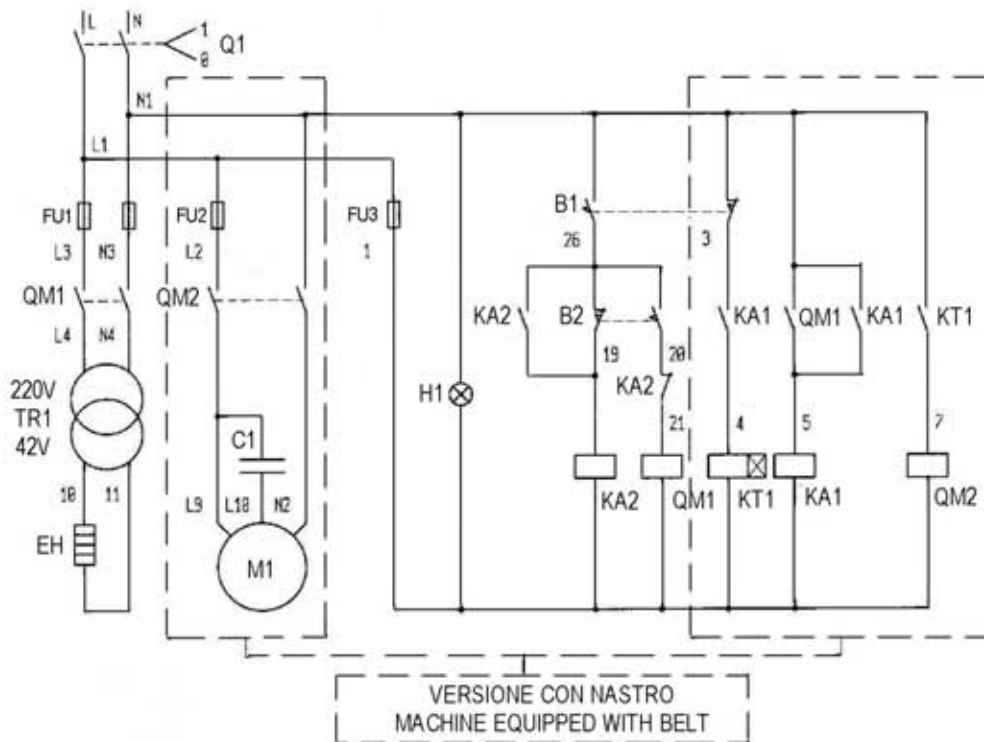 L N
1
Q1
0
N1
L1
FU1 FU2 FU3 B1
L3 N3 L2 1 26 3
QM1 QM2 KA2 B2 KA1 QM1 KA1 KT1
L4 N4 19 20
220V
TR1
42V
H1 KA2
C1 21 4 5 7
10 11 L9 L10 N2 KA2 QM1 KT1 KA1 QM2
EH M1
VERSIONE CON NASTRO
MACHINE EQUIPPED WITH BELT